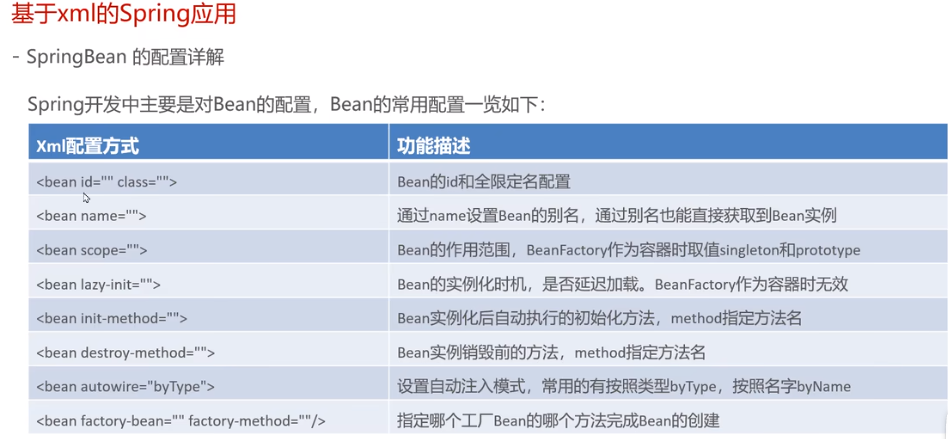 基于xml的Spring应用
- SpringBean 的配置详解
Spring开发中主要是对Bean的配置，Bean的常用配置一览如下：
Xml配置方式 功能描述
<bean id="" class=""> Bean的id和全限定名配置
<bean name=""> 通过name设置Bean的别名，通过别名也能直接获取到Bean实例
<bean scope=""> Bean的作用范围，BeanFactory作为容器时取值singleton和prototype
<bean lazy-init=""> Bean的实例化时机，是否延迟加载。BeanFactory作为容器时无效
<bean init-method=""> Bean实例化后自动执行的初始化方法，method指定方法名
<bean destroy-method=""> Bean实例销毁前的方法，method指定方法名
<bean autowire="byType"> 设置自动注入模式，常用的有按照类型byType，按照名字byName
<bean factory-bean="" factory-method=""/> 指定哪个工厂Bean的哪个方法完成Bean的创建